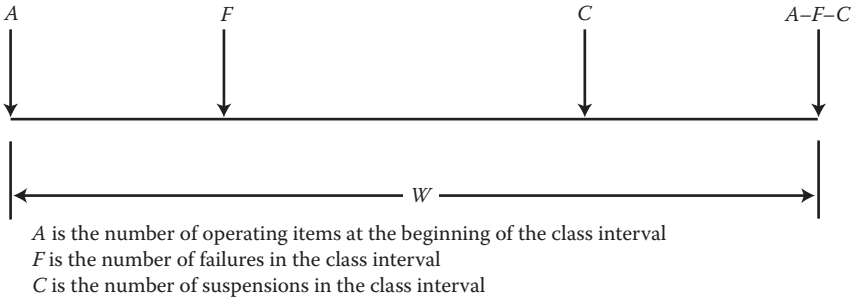 A F C A–F–C
W
A is the number of operating items at the beginning of the class interval
F is the number of failures in the class interval
C is the number of suspensions in the class interval